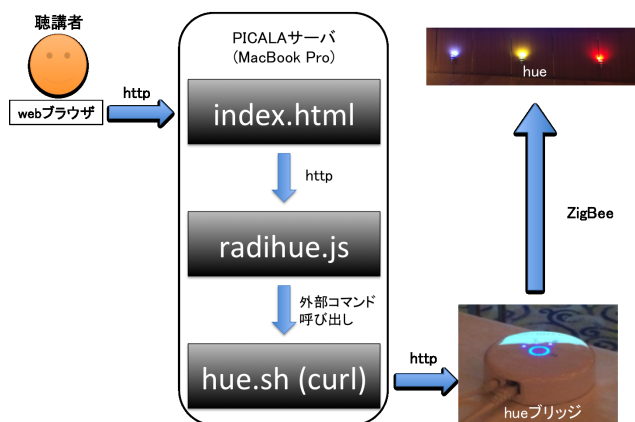 聴講者
webブラウザ
http
PICALAサーバ
(MacBook Pro)
index.html
http
radihue.js
外部コマンド
呼び出し
hue.sh (curl)
http
hueブリッジ
ZigBee
hue